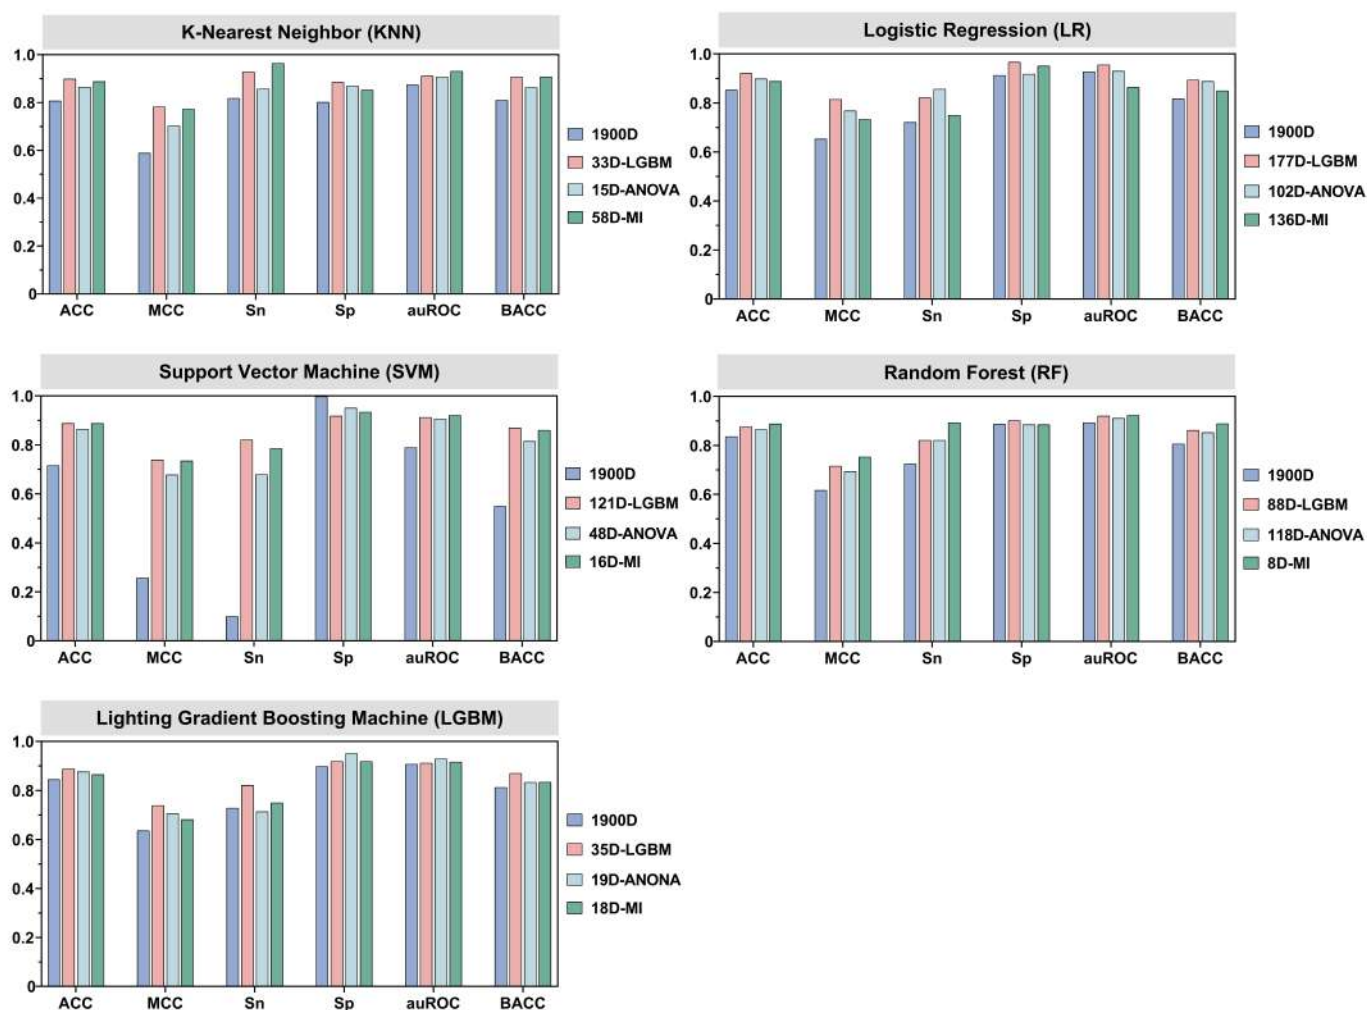 K-Nearest Neighbor (KNN)
1.0
0.8
0.6
0.4
0.2
0
ACC MCC Sn Sp auROC BACC
1900D
33D-LGBM
15D-ANOVA
58D-MI
Logistic Regression (LR)
1.0
0.8
0.6
0.4
0.2
0
ACC MCC Sn Sp auROC BACC
1900D
177D-LGBM
102D-ANOVA
136D-MI
Support Vector Machine (SVM)
1.0
0.8
0.6
0.4
0.2
0
ACC MCC Sn Sp auROC BACC
1900D
121D-LGBM
48D-ANOVA
16D-MI
Random Forest (RF)
1.0
0.8
0.6
0.4
0.2
0
ACC MCC Sn Sp auROC BACC
1900D
88D-LGBM
118D-ANOVA
8D-MI
Lighting Gradient Boosting Machine (LGBM)
1.0
0.8
0.6
0.4
0.2
0
ACC MCC Sn Sp auROC BACC
1900D
35D-LGBM
19D-ANONA
18D-MI